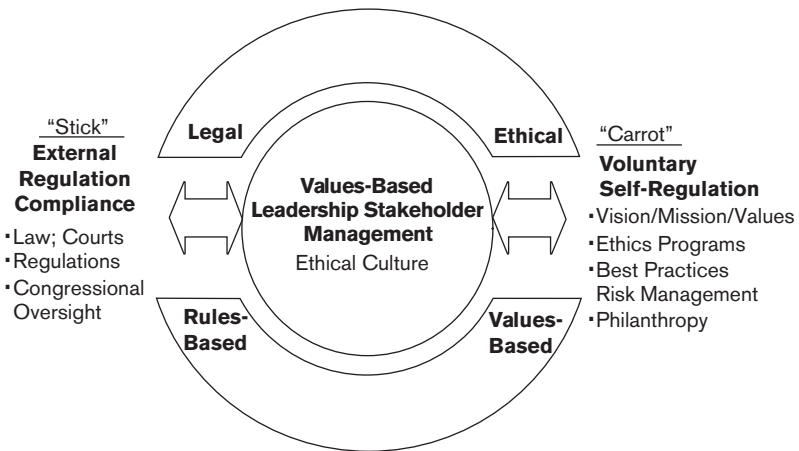 “Stick”
External
Regulation
Compliance
·Law; Courts
·Regulations
·Congressional
Oversight
Legal
Ethical
Values-Based
Leadership Stakeholder
Management
Ethical Culture
Rules-
Based
Values-
Based
“Carrot”
Voluntary
Self-Regulation
·Vision/Mission/Values
·Ethics Programs
·Best Practices
Risk Management
·Philanthropy